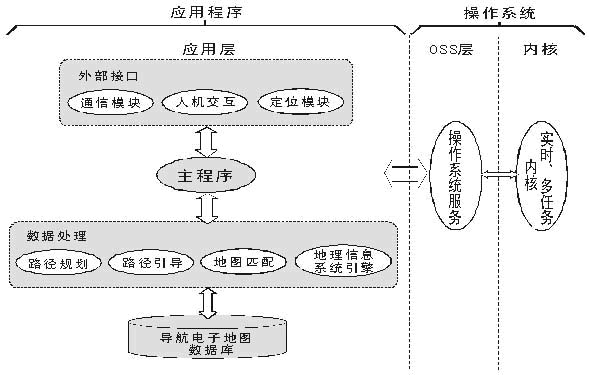 应用程序
操作系统
应用层
OSS层
内核
外部接口
通信模块
人机交互
定位模块
主程序
操作系统服务
实时、多任务
内核
数据处理
路径规划
路径引导
地图匹配
地理信息
系统引擎
导航电子地图
数据库